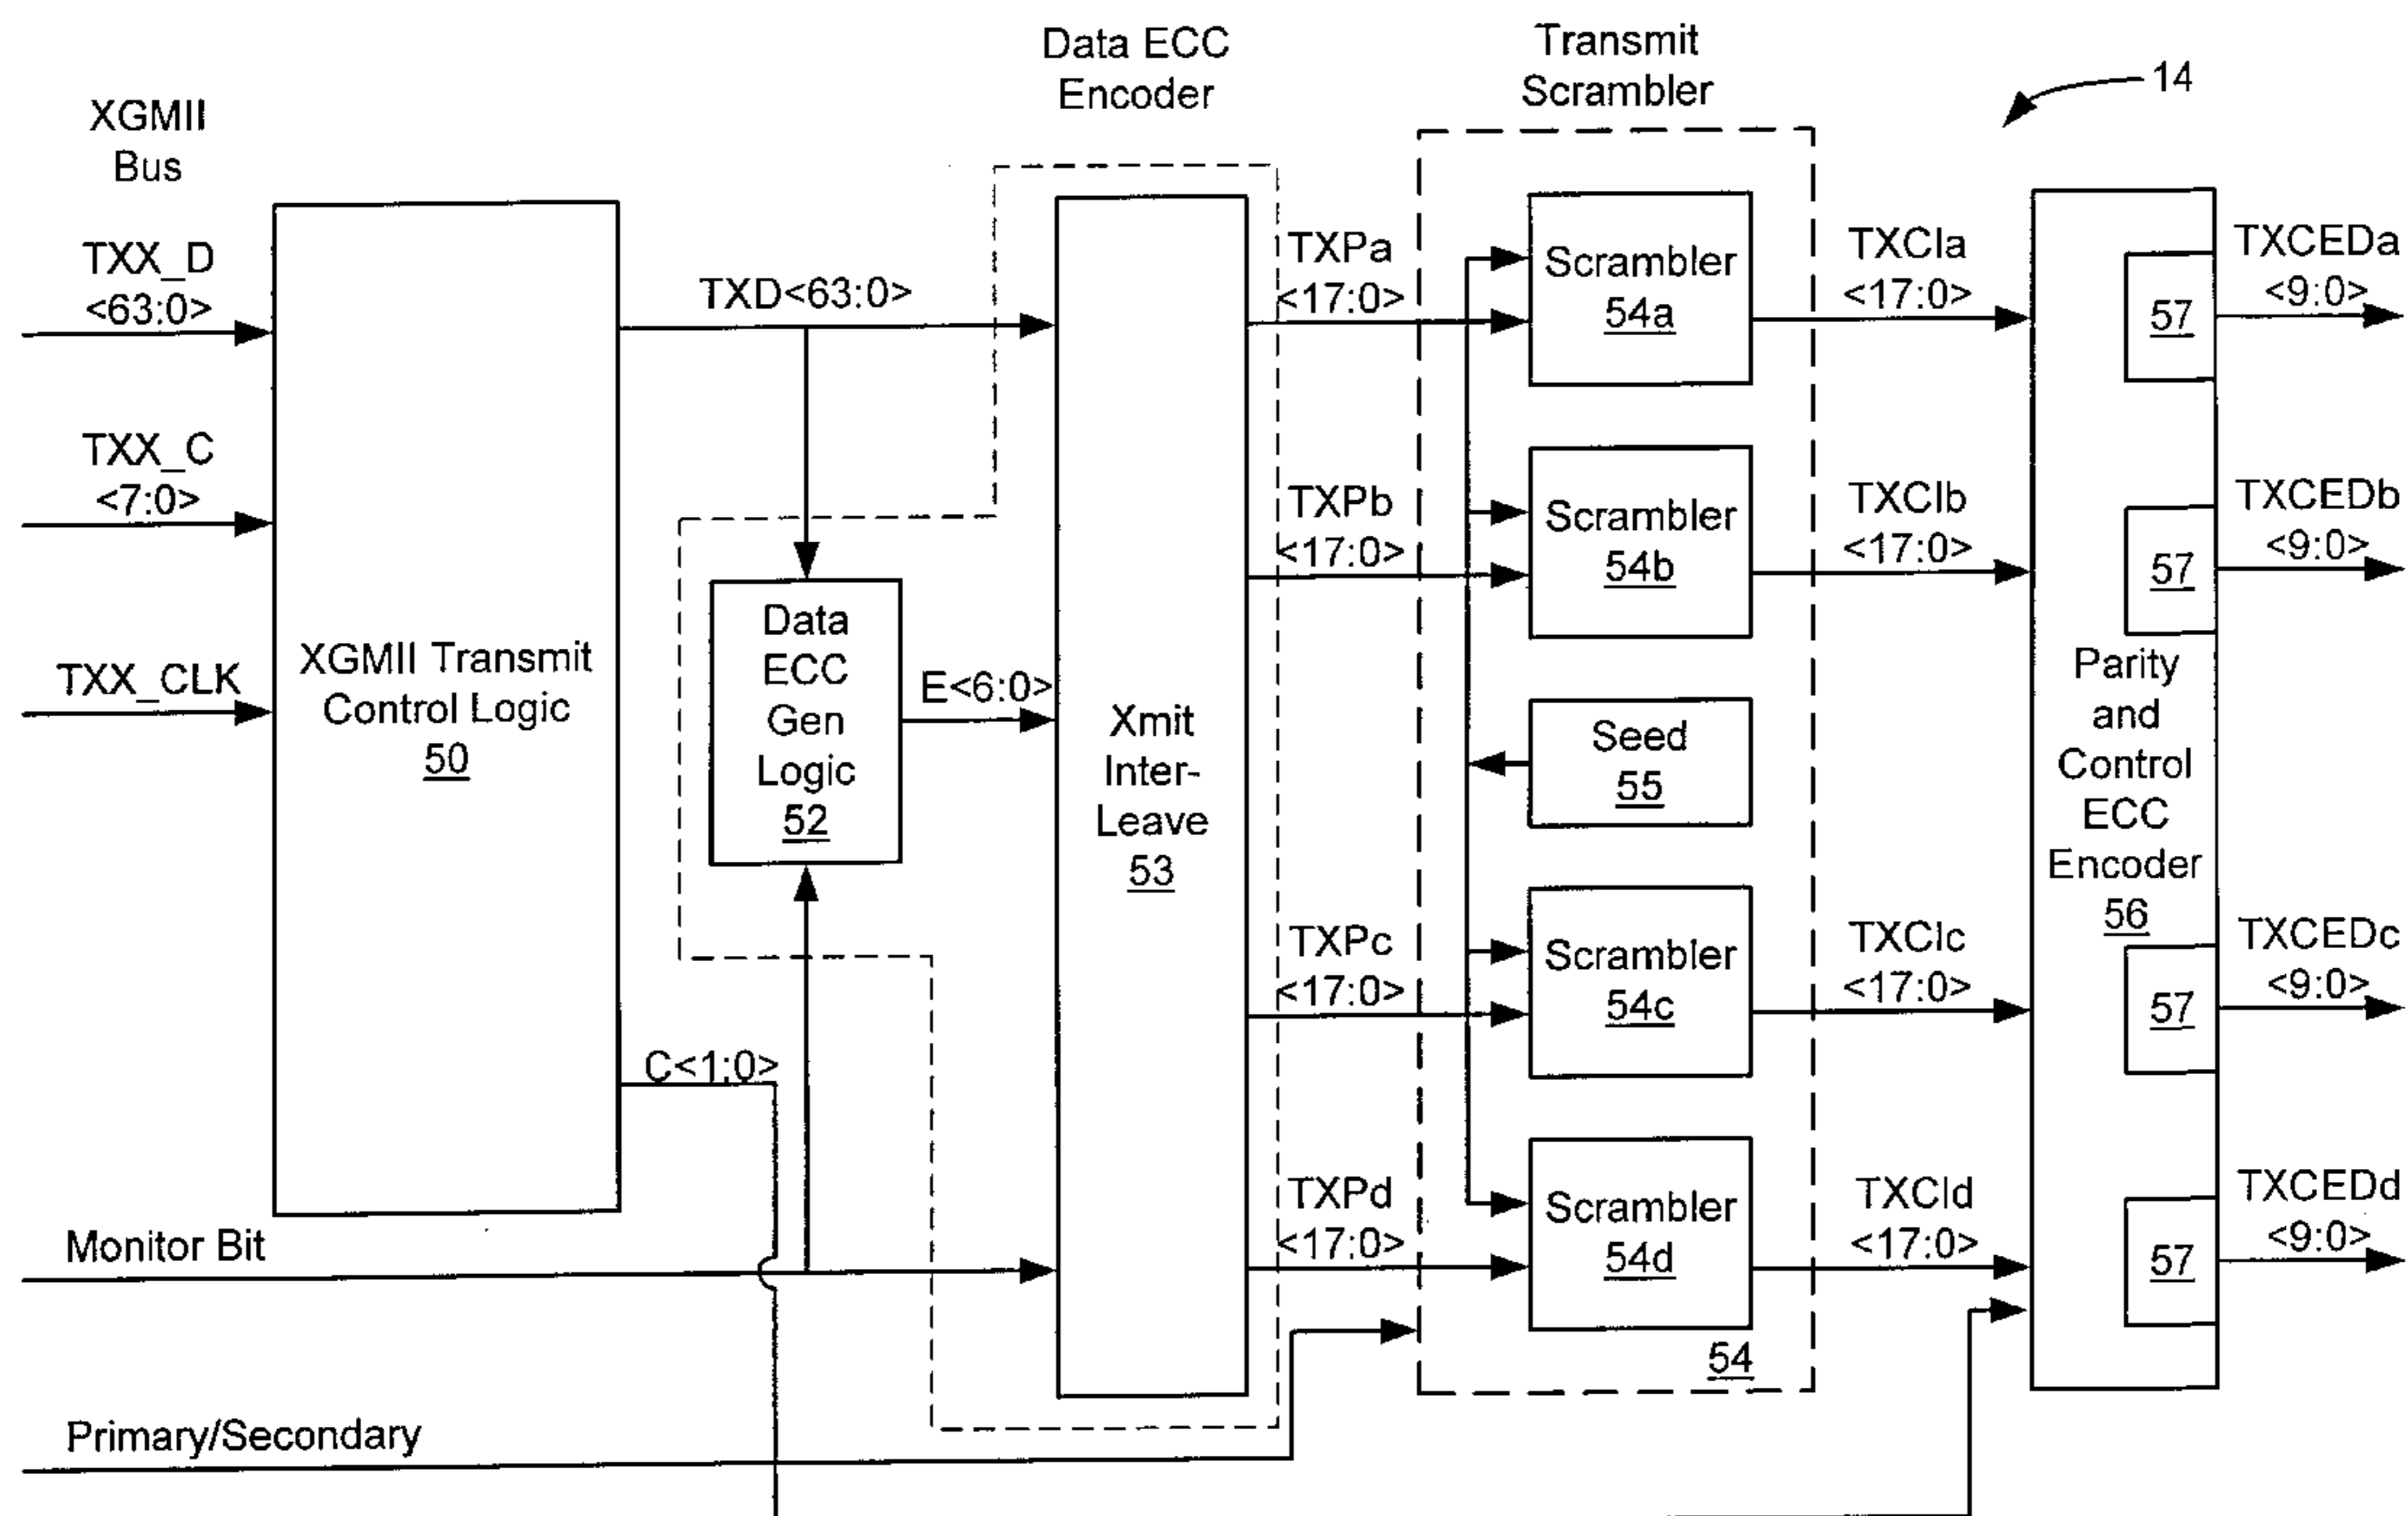 Data ECC
Encoder
Transmit
Scrambler
14
XGMII
Bus
TXX_D
<63:0>
TXX_C
<7:0>
TXX_CLK
XGMII Transmit
Control Logic
50
TXD<63:0>
C<1:0>
Data
ECC
Gen
Logic
52
E<6:0>
Xmit
Inter-
Leave
53
TXPa
<17:0>
TXPb
<17:0>
TXPc
<17:0>
TXPd
<17:0>
Scrambler
54a
Scrambler
54b
Seed
55
Scrambler
54c
Scrambler
54d
54
TXCIa
<17:0>
TXCIb
<17:0>
TXCIc
<17:0>
TXCId
<17:0>
57
57
Parity
and
Control
ECC
Encoder
56
57
57
TXCEDa
<9:0>
TXCEDb
<9:0>
TXCEDc
<9:0>
TXCEDd
<9:0>
Monitor Bit
Primary/Secondary